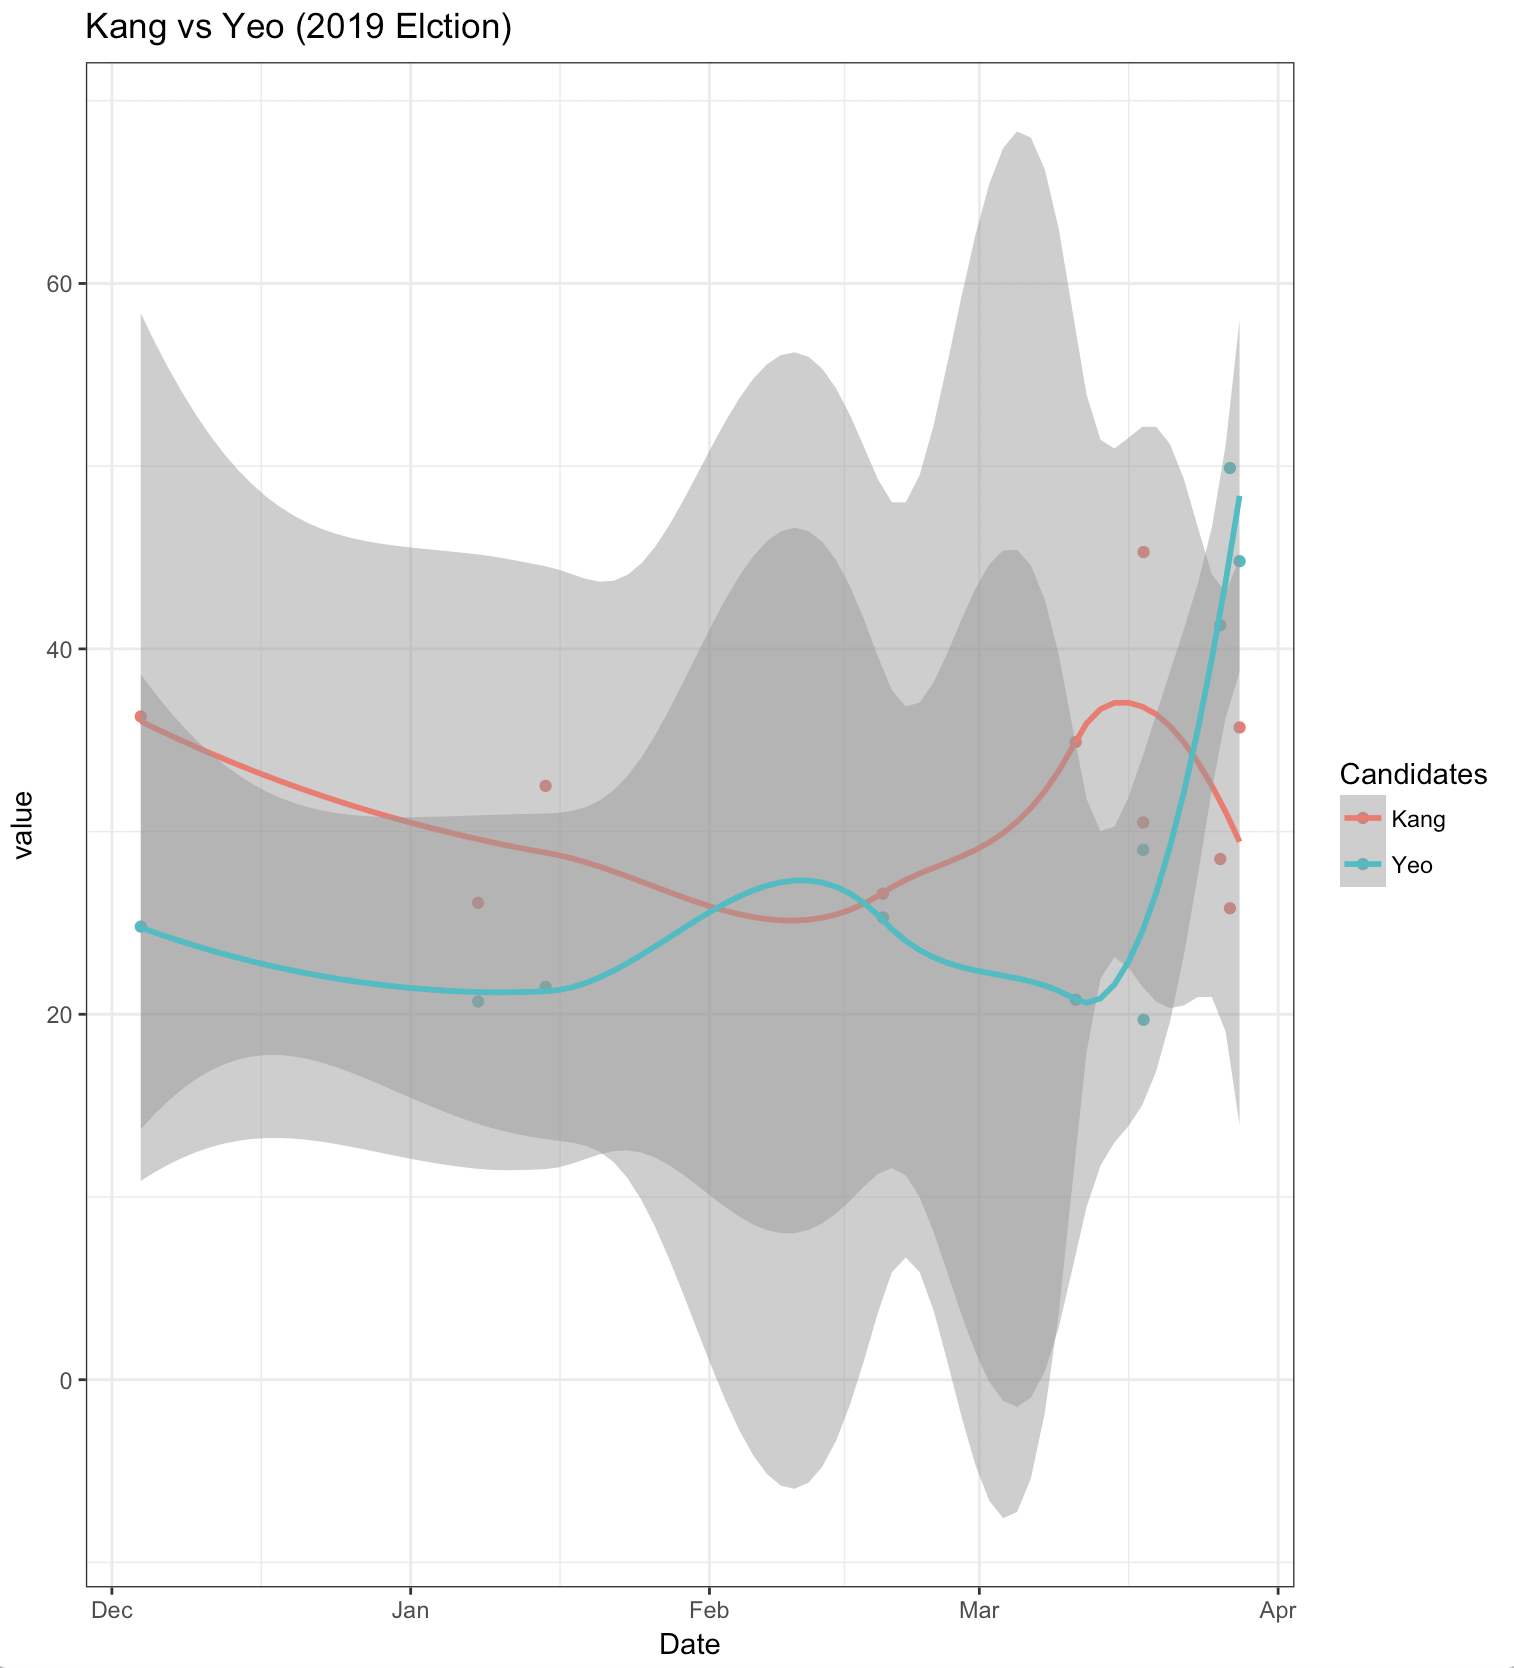 Kang vs Yeo (2019 Elction)
60
40
20
0
value
Dec
Jan
Feb
Mar
Apr
Date
Candidates
Kang
Yeo